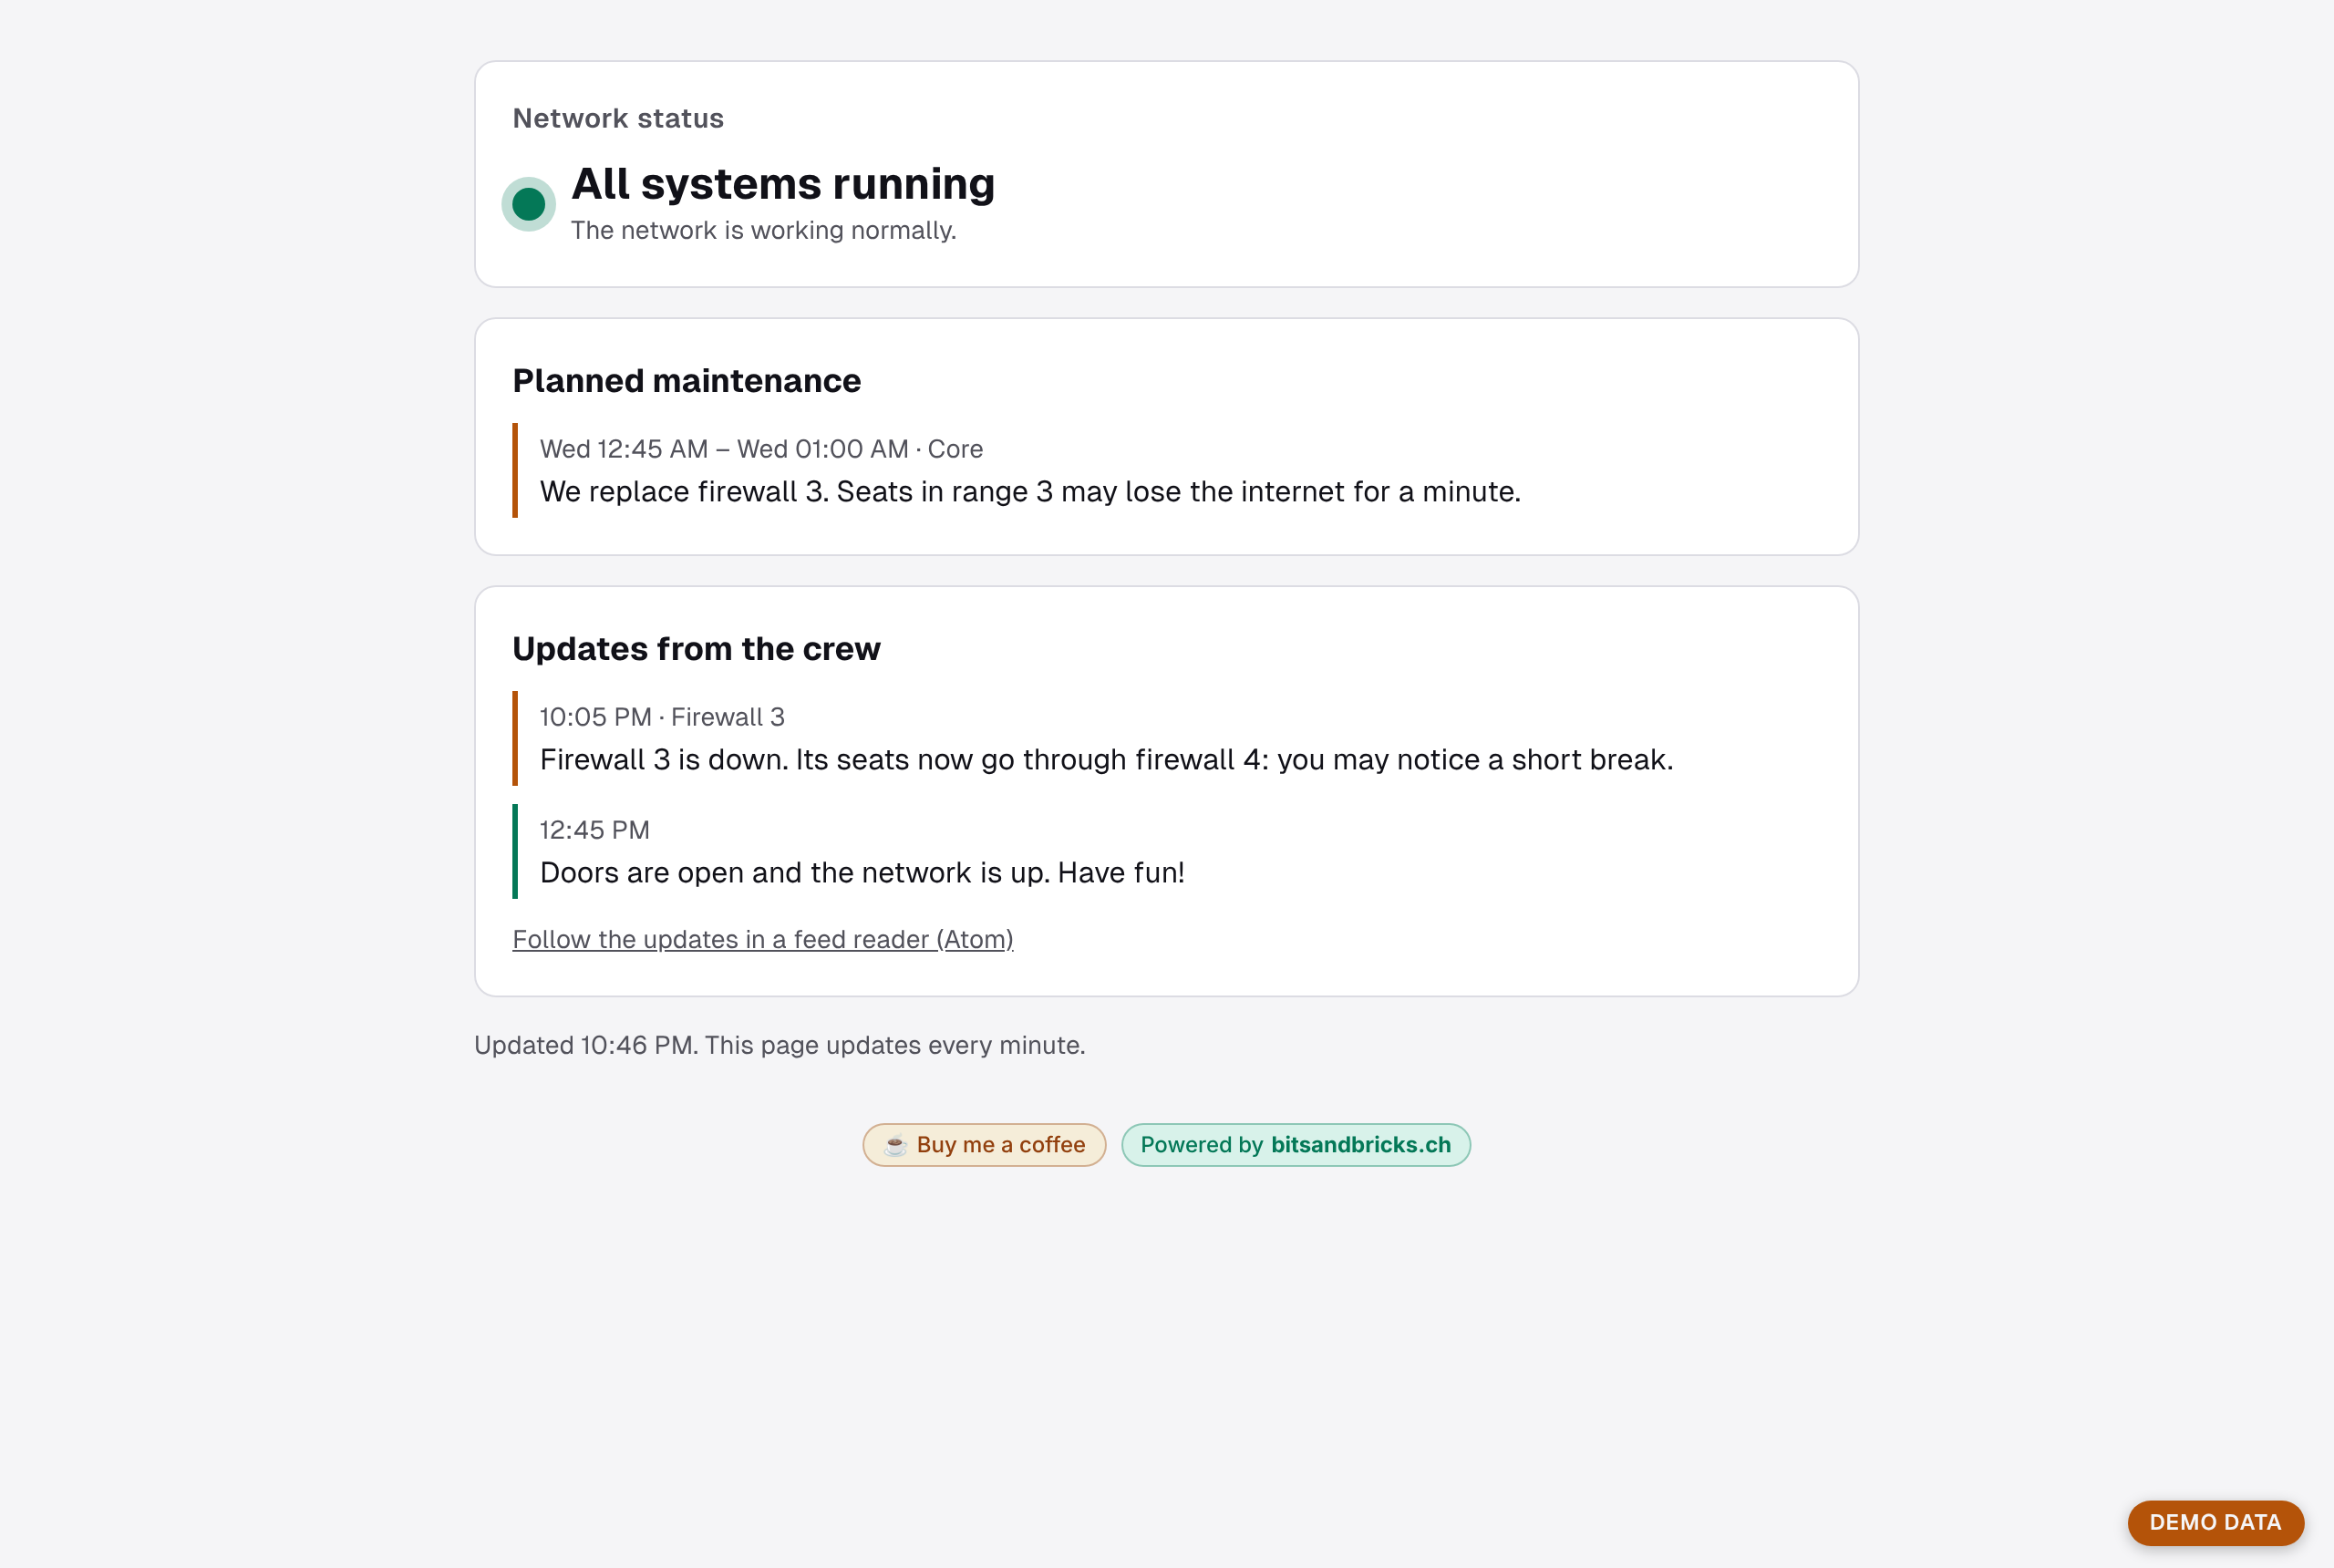 Network status
All systems running
The network is working normally.
Planned maintenance
Wed 12:45 AM – Wed 01:00 AM · Core
We replace firewall 3. Seats in range 3 may lose the internet for a minute.
Updates from the crew
10:05 PM · Firewall 3
Firewall 3 is down. Its seats now go through firewall 4: you may notice a short break.
12:45 PM
Doors are open and the network is up. Have fun!
Follow the updates in a feed reader (Atom)
Updated 10:46 PM. This page updates every minute.
☕ Buy me a coffee
Powered by bitsandbricks.ch
DEMO DATA